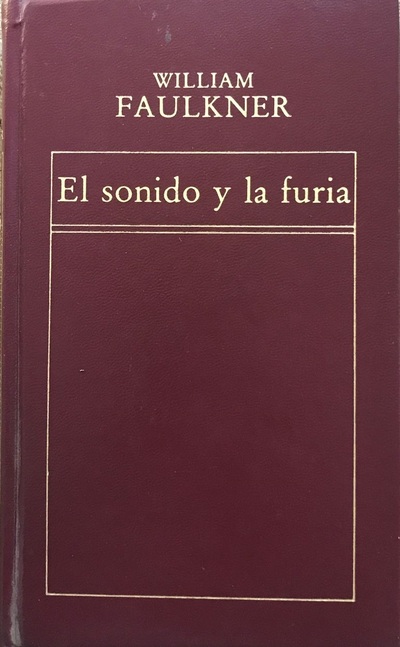 WILLIAM
FAULKNER
El sonido y la furia